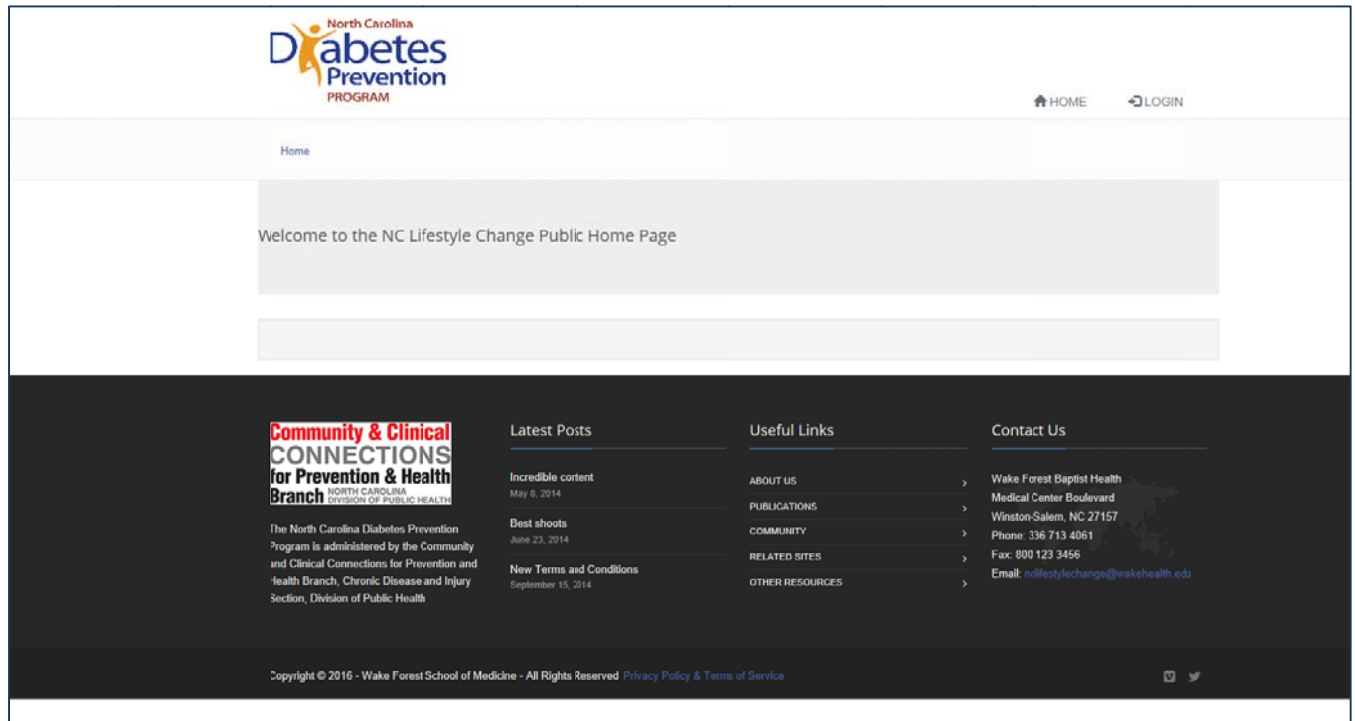 North Carolina
Diabetes
Prevention
PROGRAM
HOME
LOGIN
Home
Welcome to the NC Lifestyle Change Public Home Page
Community & Clinical
CONNECTIONS
for Prevention & Health
Branch NORTH CAROLINA
DIVISION OF PUBLIC HEALTH
The North Carolina Diabetes Prevention
Program is administered by the Community
and Clinical Connections for Prevention and
Health Branch, Chronic Disease and Injury
Section, Division of Public Health
Latest Posts
Incredible content
May 8, 2014
Best shoots
June 23, 2014
New Terms and Conditions
September 15, 2014
Useful Links
ABOUT US
PUBLICATIONS
COMMUNITY
RELATED SITES
OTHER RESOURCES
Contact Us
Wake Forest Baptist Health
Medical Center Boulevard
Winston-Salem, NC 27157
Phone: 336 713 4061
Fax: 800 123 3456
Email: nclifestylechange@wakehealth.edu
Copyright © 2016 - Wake Forest School of Medicine - All Rights Reserved Privacy Policy & Terms of Service